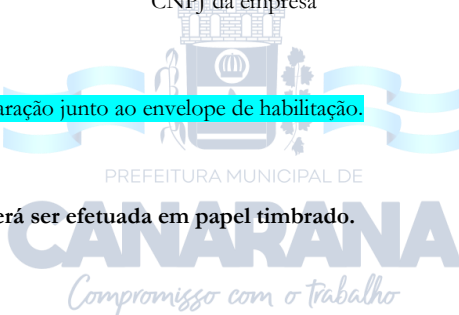 CNPJ da empresa
aração junto ao envelope de habilitação.
PREFEITURA MUNICIPAL DE
erá ser efetuada em papel timbrado.
CANARANA
Compromisso com o trabalho